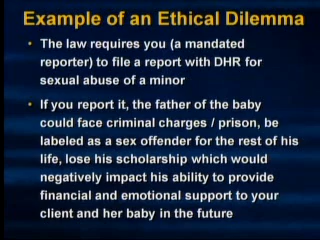 Example of an Ethical Dilemma
• The law requires you (a mandated
reporter) to file a report with DHR for
sexual abuse of a minor
• If you report it, the father of the baby
could face criminal charges / prison, be
labeled as a sex offender for the rest of his
life, lose his scholarship which would
negatively impact his ability to provide
financial and emotional support to your
client and her baby in the future